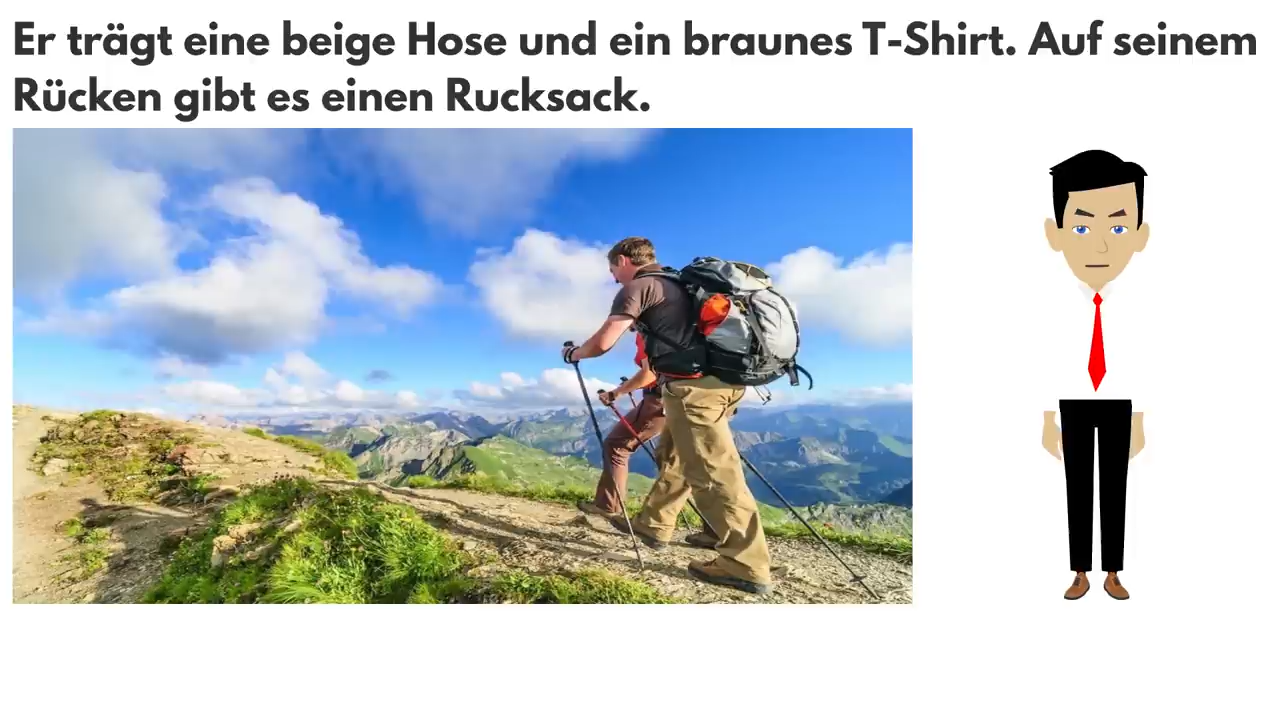 Er trägt eine beige Hose und ein braunes T-Shirt. Auf seinem
Rücken gibt es einen Rucksack.